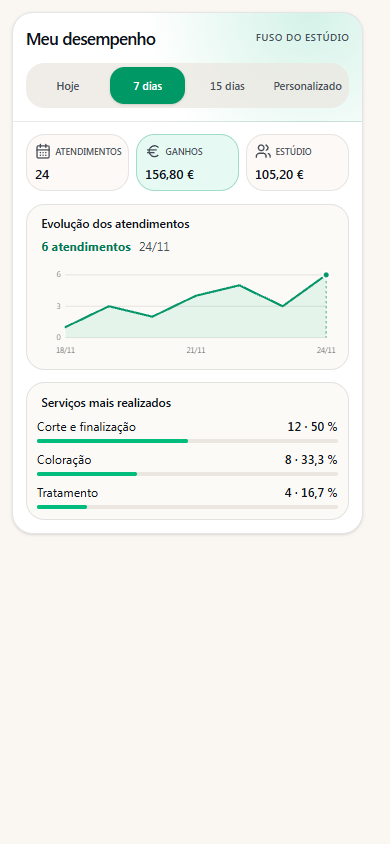 Meu desempenho
FUSO DO ESTÚDIO
Hoje
7 dias
15 dias
Personalizado
ATENDIMENTOS
24
GANHOS
156,80 €
ESTÚDIO
105,20 €
Evolução dos atendimentos
6 atendimentos 24/11
6
3
0
18/11
21/11
24/11
Serviços mais realizados
Corte e finalização 12 · 50 %
Coloração 8 · 33,3 %
Tratamento 4 · 16,7 %